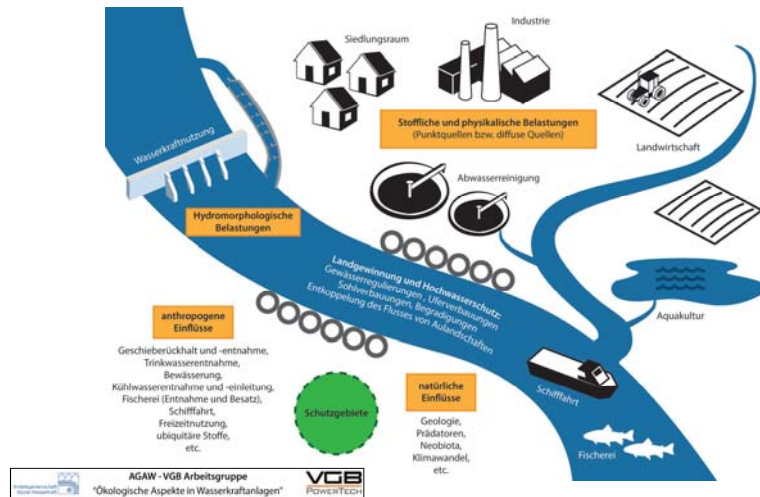 Industrie
Siedlungsraum
Wasserkraftnutzung
Stoffliche und physikalische Belastungen
(Punktquellen bzw. diffuse Quellen)
Landwirtschaft
Abwasserreinigung
Hydromorphologische
Belastungen
Landgewinnung und Hochwasserschutz:
Gewässerregulierungen , Uferverbauungen
Sohlverbauungen, Begradigungen
Entkoppelung des Flusses von Aulandschaften
Aquakultur
anthropogene
Einflüsse
Geschieberückhalt und -entnahme,
Trinkwasserentnahme,
Bewässerung,
Kühlwasserentnahme und -einleitung,
Fischerei (Entnahme und Besatz),
Schifffahrt,
Freizeitnutzung,
ubiquitäre Stoffe,
etc.
Schutzgebiete
natürliche
Einflüsse
Geologie,
Prädatoren,
Neobiota,
Klimawandel,
etc.
Schifffahrt
Fischerei
AGAW - VGB Arbeitsgruppe
"Ökologische Aspekte in Wasserkraftanlagen"
VGB
POWERTECH